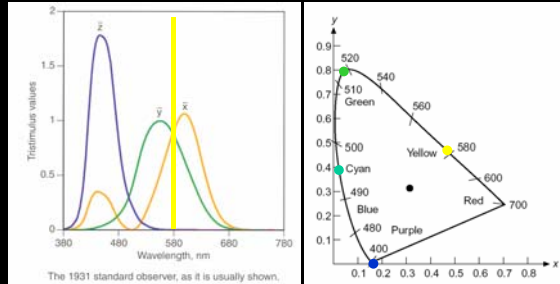 2
1.5
1
0.5
0
Tristimulus values
z̄
ȳ
x̄
380 480 580 680 780
Wavelength, nm
The 1931 standard observer, as it is usually shown.
y
0.9
0.8
0.7
0.6
0.5
0.4
0.3
0.2
0.1
520
540
510
Green
560
500
Yellow 580
Cyan
600
490
Red 700
Blue
480
Purple
400
0.1 0.2 0.3 0.4 0.5 0.6 0.7 0.8 x